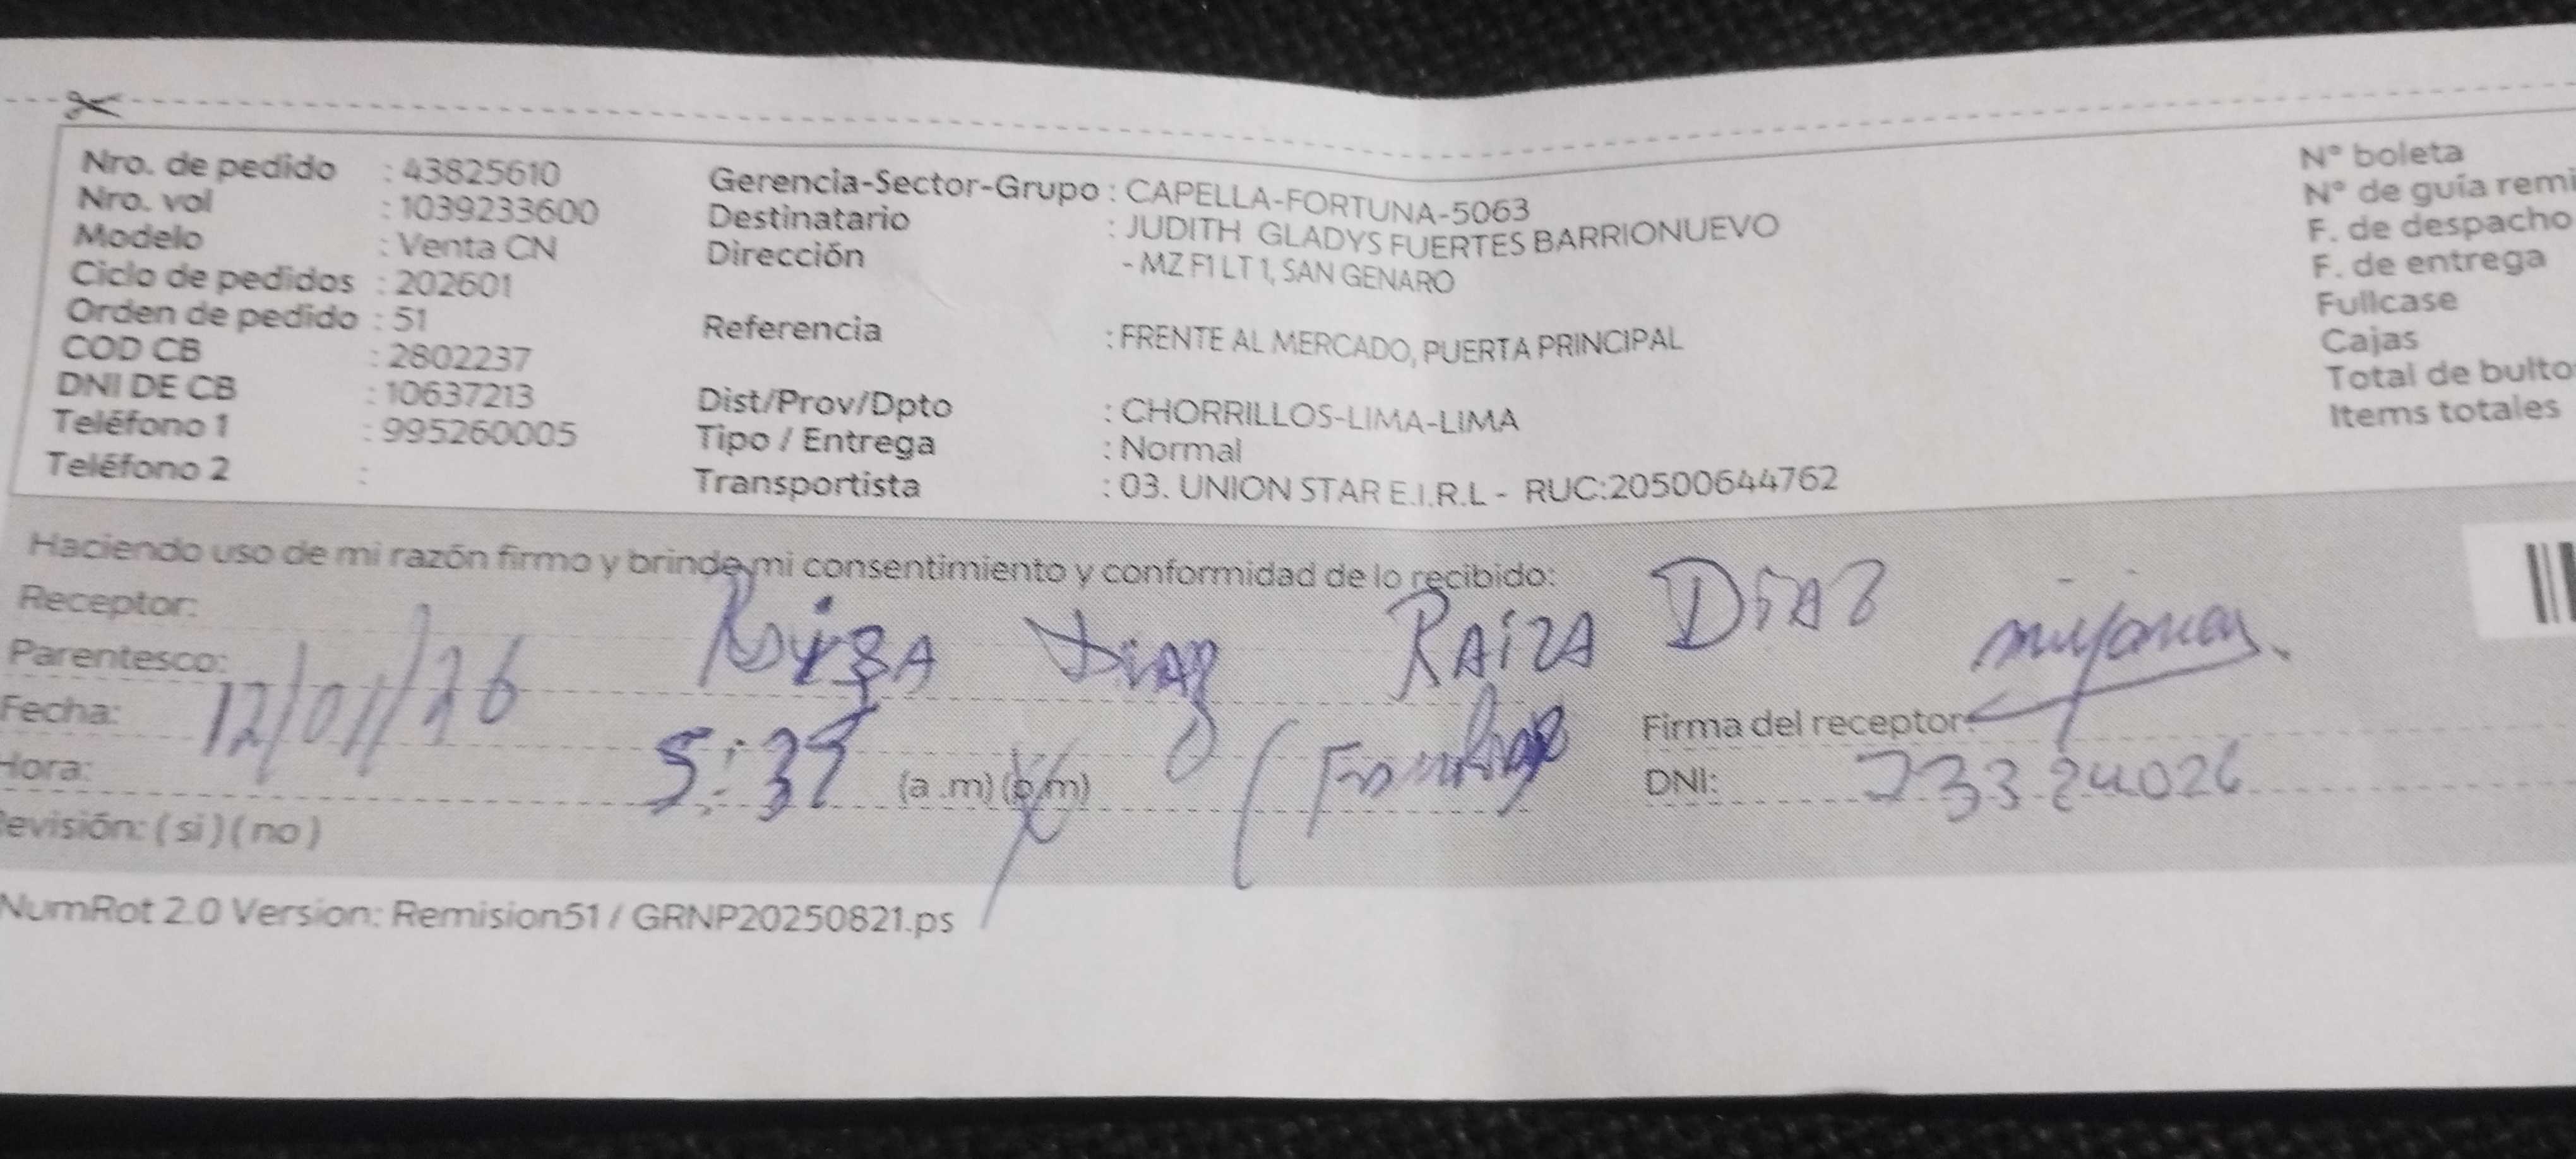 Nro. de pedido : 43825610
Nro. vol : 1039233600
Modelo : Venta CN
Ciclo de pedidos : 202601
Orden de pedido : 51
COD CB : 2802237
DNI DE CB : 10637213
Teléfono 1 : 995260005
Teléfono 2 :
Gerencia-Sector-Grupo : CAPELLA-FORTUNA-5063
Destinatario : JUDITH GLADYS FUERTES BARRIONUEVO
Dirección - MZ F1 LT 1, SAN GENARO
Referencia : FRENTE AL MERCADO, PUERTA PRINCIPAL
Dist/Prov/Dpto : CHORRILLOS-LIMA-LIMA
Tipo / Entrega : Normal
Transportista : 03. UNION STAR E.I.R.L - RUC:20500644762
N° boleta
N° de guía remi
F. de despacho
F. de entrega
Fullcase
Cajas
Total de bulto
Items totales
Haciendo uso de mi razón firmo y brinde mi consentimiento y conformidad de lo recibido:
Receptor: RAIZA DIAZ
Parentesco:
Fecha: 12/01/26
Firma del receptor:
Hora: 5:39 (a .m) (p.m)
DNI:
Revisión: ( si ) ( no )
NumRot 2.0 Version: Remision51 / GRNP20250821.ps